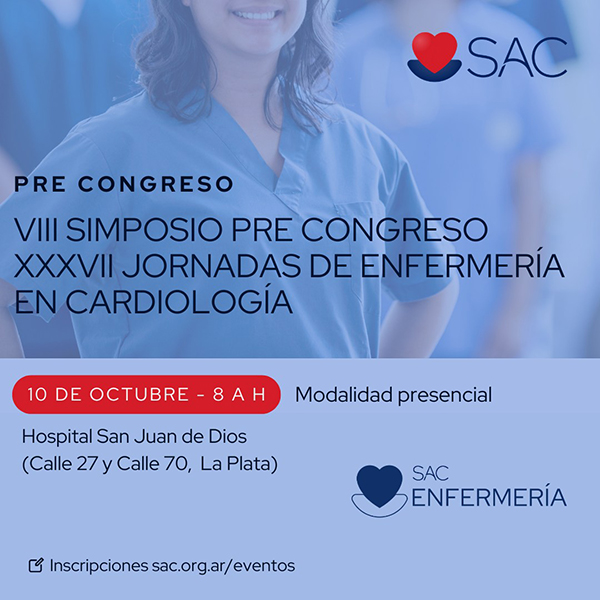 SAC
PRE CONGRESO
VIII SIMPOSIO PRE CONGRESO
XXXVII JORNADAS DE ENFERMERÍA
EN CARDIOLOGÍA
10 DE OCTUBRE - 8 A H
Modalidad presencial
Hospital San Juan de Dios
(Calle 27 y Calle 70, La Plata)
SAC
ENFERMERÍA
Inscripciones sac.org.ar/eventos